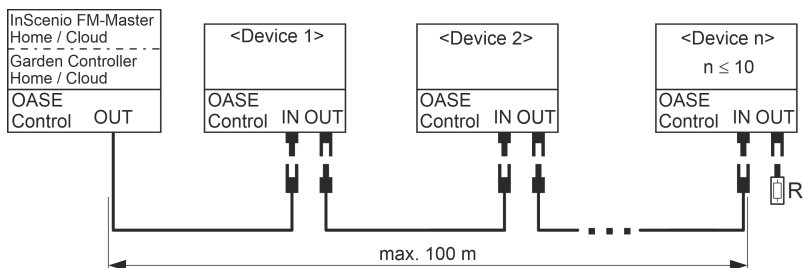 InScenio FM-Master
Home / Cloud
Garden Controller
Home / Cloud
OASE
Control OUT
<Device 1>
OASE
Control IN OUT
<Device 2>
OASE
Control IN OUT
<Device n>
n ≤ 10
OASE
Control IN OUT
R
max. 100 m